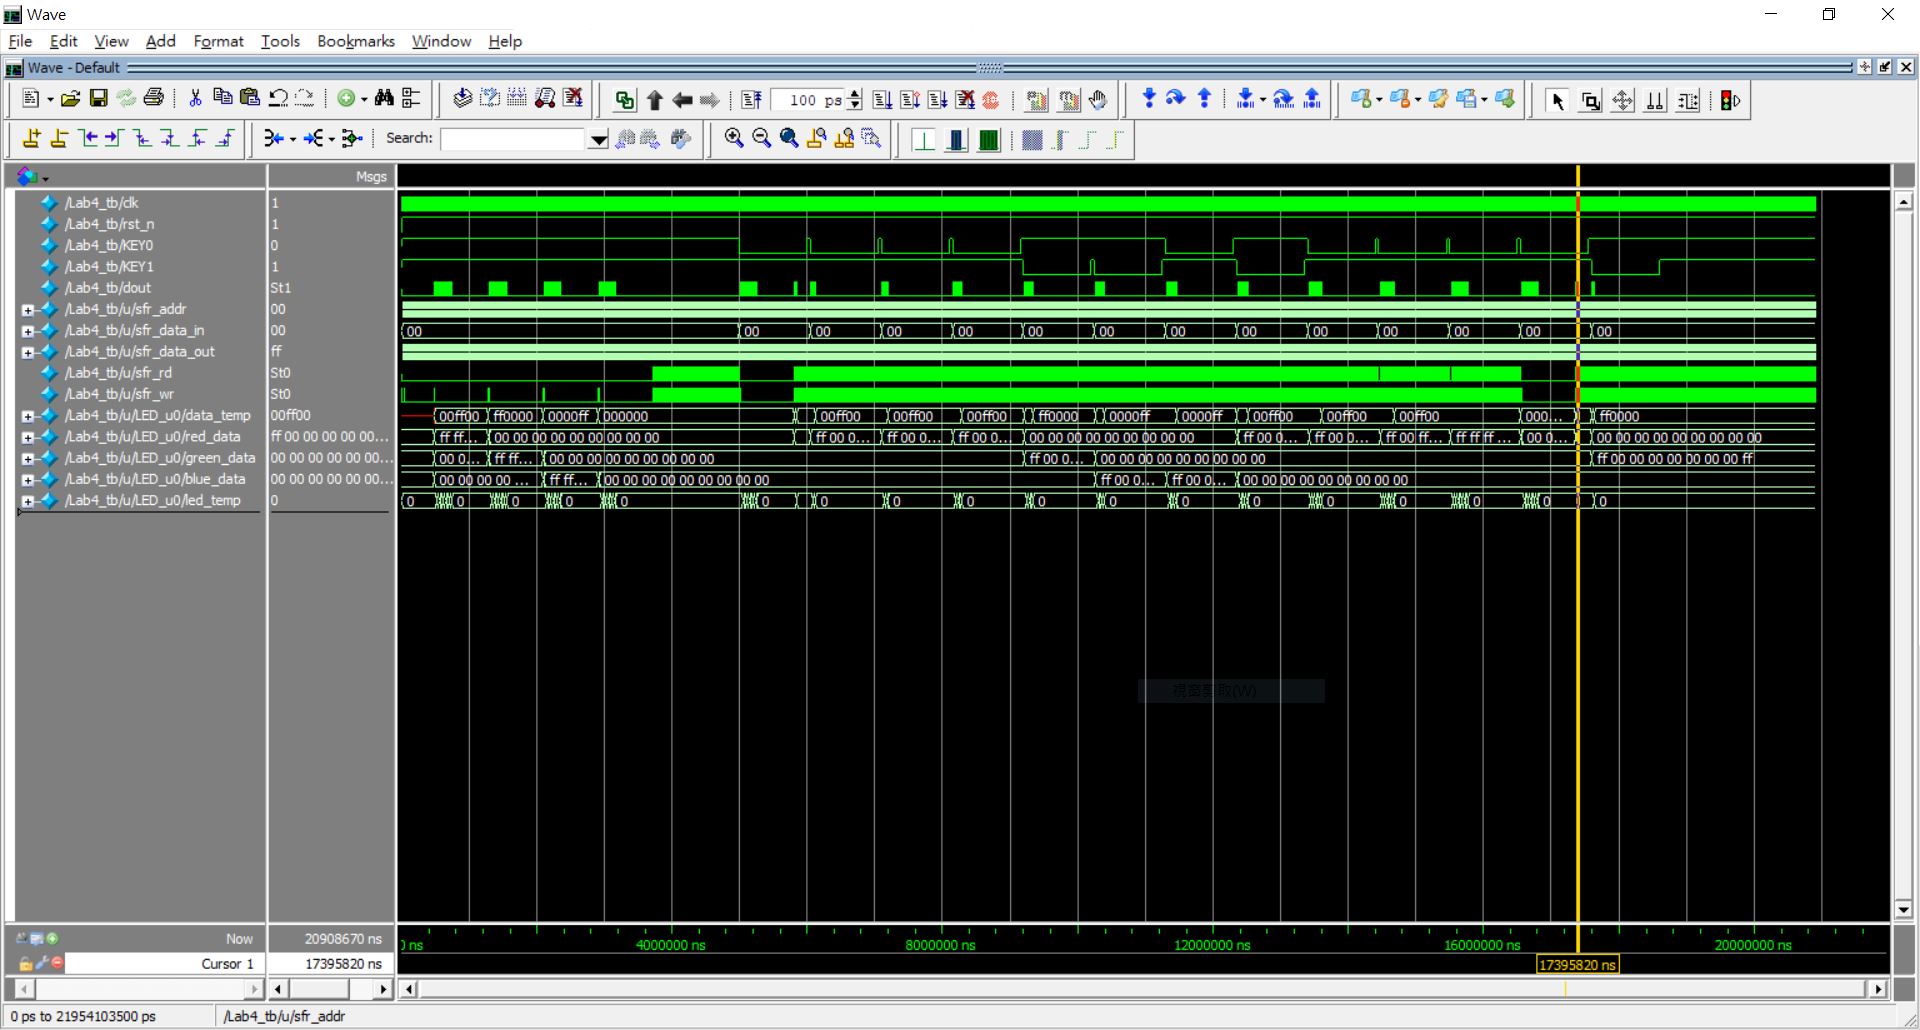 Wave
File Edit View Add Format Tools Bookmarks Window Help
Wave - Default
100 ps
Search:
Msgs
/Lab4_tb/clk 1
/Lab4_tb/rst_n 1
/Lab4_tb/KEY0 0
/Lab4_tb/KEY1 1
/Lab4_tb/dout St1
/Lab4_tb/u/sfr_addr 00
/Lab4_tb/u/sfr_data_in 00 00 00 00 00 00 00 00 00 00 00 00 00 00 00
/Lab4_tb/u/sfr_data_out ff
/Lab4_tb/u/sfr_rd St0
/Lab4_tb/u/sfr_wr St0
/Lab4_tb/u/LED_u0/data_temp 00ff00 00ff00 ff0000 0000ff 000000 00ff00 00ff00 00ff00 ff0000 0000ff 0000ff 00ff00 00ff00 00ff00 000... ff0000
/Lab4_tb/u/LED_u0/red_data ff 00 00 00 00 00... ff ff... 00 00 00 00 00 00 00 00 00 ff 00 0... ff 00 0... ff 00 0... 00 00 00 00 00 00 00 00 00 ff 00 0... ff 00 0... ff 00 ff... ff ff ff ... 00 0... 00 00 00 00 00 00 00 00 00
/Lab4_tb/u/LED_u0/green_data 00 00 00 00 00 00... 00 0... ff ff... 00 00 00 00 00 00 00 00 00 ff 00 0... 00 00 00 00 00 00 00 00 00 ff 00 00 00 00 00 00 00 ff
/Lab4_tb/u/LED_u0/blue_data 00 00 00 00 00 00... 00 00 00 00 ... ff ff... 00 00 00 00 00 00 00 00 00 ff 00 0... ff 00 0... 00 00 00 00 00 00 00 00 00
/Lab4_tb/u/LED_u0/led_temp 0 0 0 0 0 0 0 0 0 0 0 0 0 0 0 0 0 0 0 0
視窗剪取(W)
Now 20908670 ns
0 ns 4000000 ns 8000000 ns 12000000 ns 16000000 ns 20000000 ns
Cursor 1 17395820 ns 17395820 ns
0 ps to 21954103500 ps /Lab4_tb/u/sfr_addr